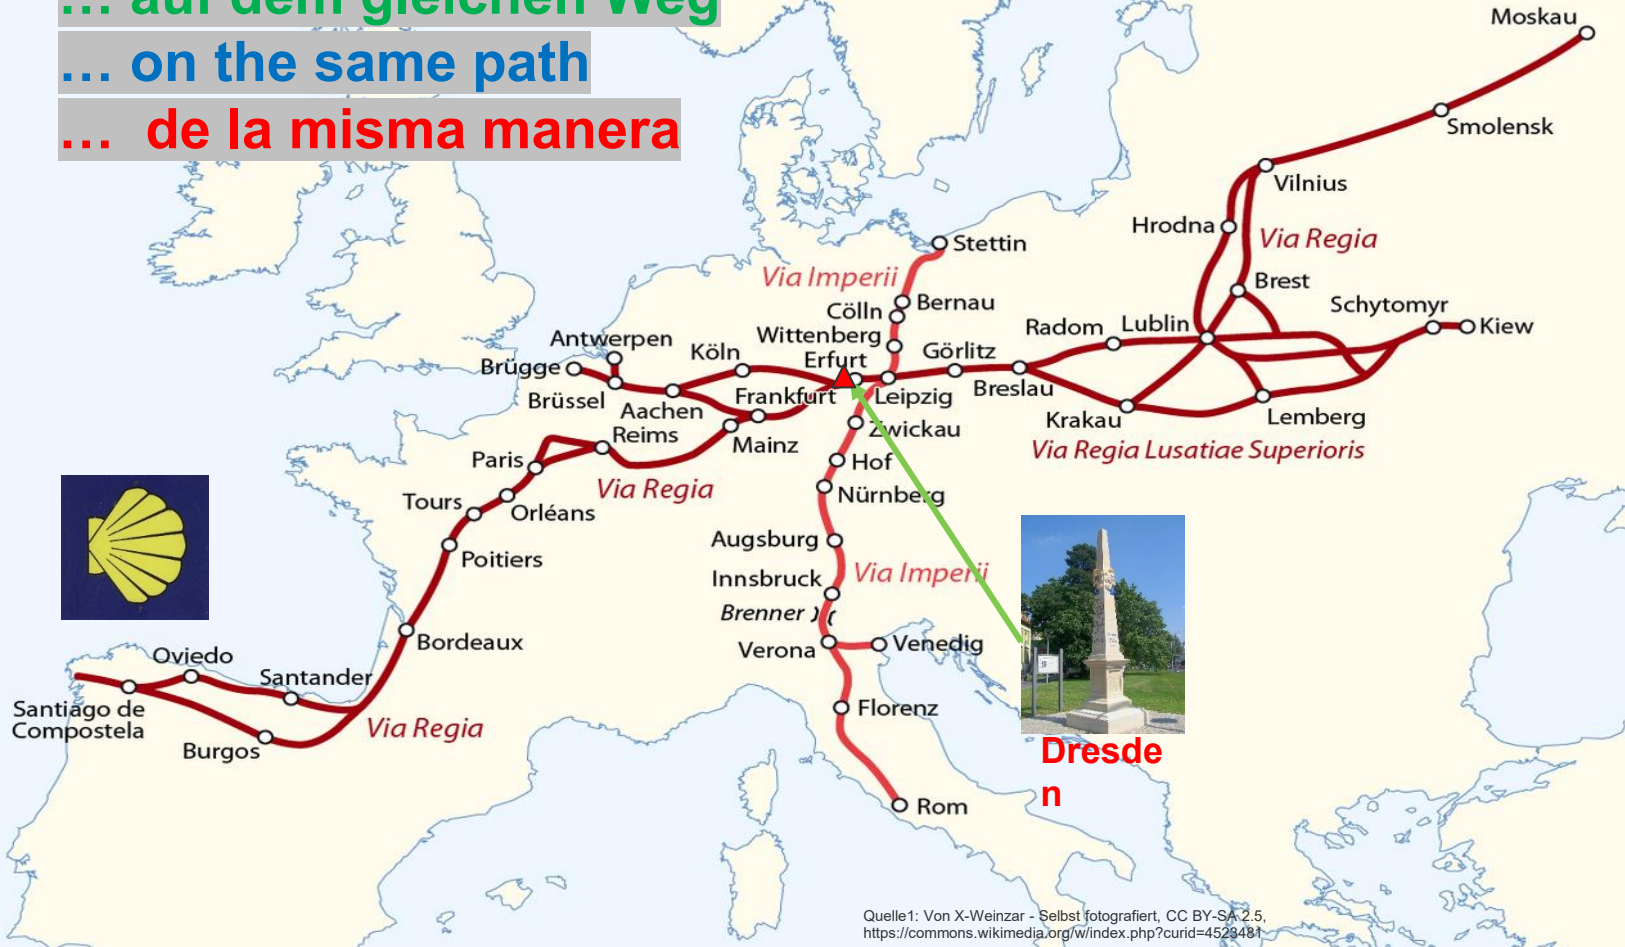 … auf dem gleichen Weg
… on the same path
… de la misma manera
Moskau
Smolensk
Vilnius
Hrodna
Via Regia
Stettin
Via Imperii
Brest
Bernau
Schytomyr
Cölln
Kiew
Radom
Lublin
Wittenberg
Antwerpen
Köln
Erfurt
Görlitz
Brügge
Breslau
Brüssel
Frankfurt
Leipzig
Aachen
Krakau
Lemberg
Zwickau
Reims
Mainz
Via Regia Lusatiae Superioris
Paris
Hof
Via Regia
Nürnberg
Tours
Orléans
Augsburg
Poitiers
Innsbruck
Via Imperii
Brenner
Bordeaux
Venedig
Verona
Oviedo
Santander
Santiago de
Compostela
Florenz
Via Regia
Burgos
Dresde
n
Rom
Quelle1: Von X-Weinzar - Selbst fotografiert, CC BY-SA 2.5,
https://commons.wikimedia.org/w/index.php?curid=4523481